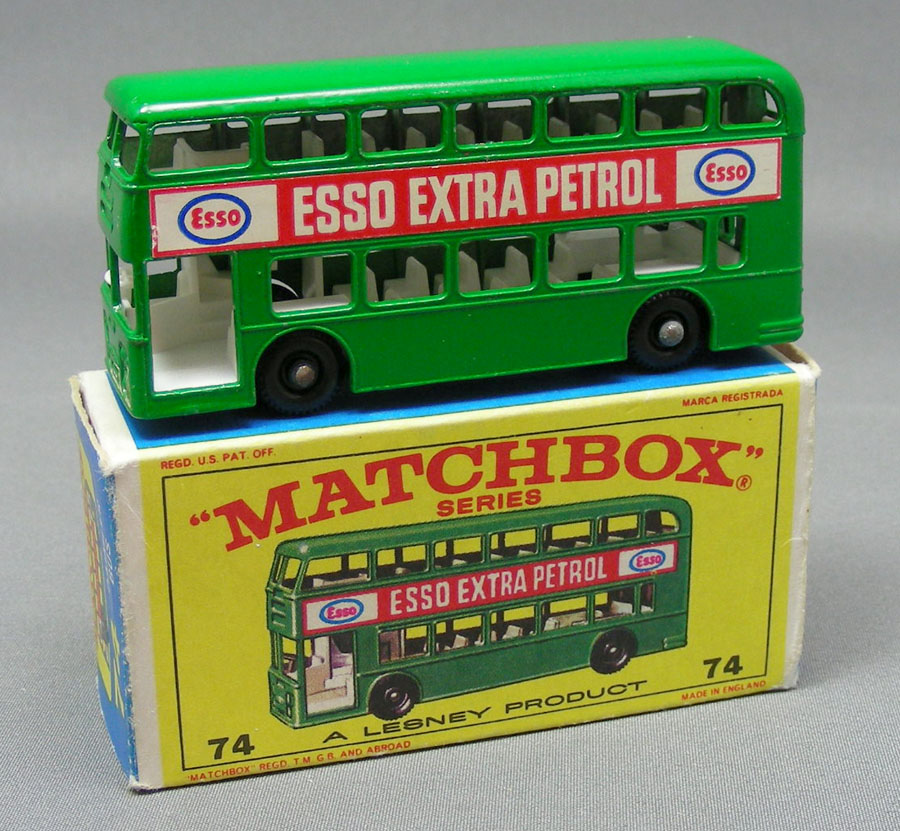 Esso ESSO EXTRA PETROL Esso
MARCA REGISTRADA
REGD. U.S. PAT. OFF.
"MATCHBOX"®
SERIES
Esso ESSO EXTRA PETROL Esso
74
A LESNEY PRODUCT
74
MADE IN ENGLAND
"MATCHBOX" REGD. T.M. G.B. AND ABROAD